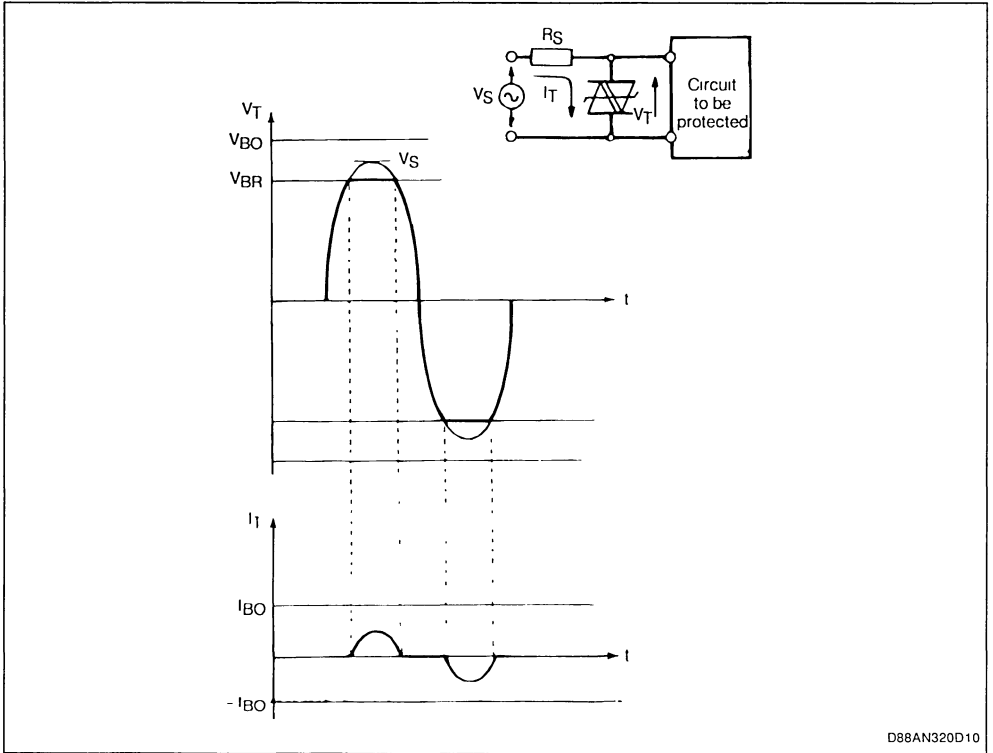 RS
VS
IT
VT
Circuit
to be
protected
VT
VBO
VS
VBR
t
IT
IBO
t
- IBO
D88AN320D10